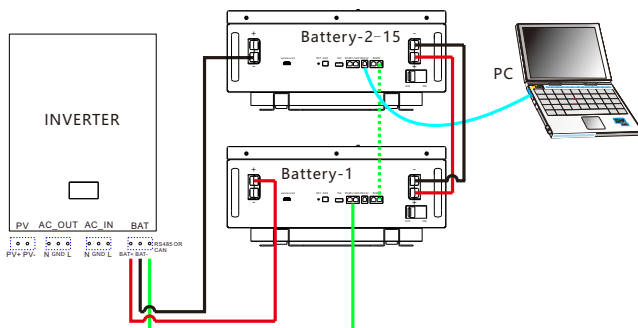 Battery-2-15
PC
INVERTER
Battery-1
PV AC_OUT AC_IN BAT
RS485 OR
CAN
PV+ PV- N GND L N GND L BAT+ BAT-
+
-
-
+
+
-
-
+